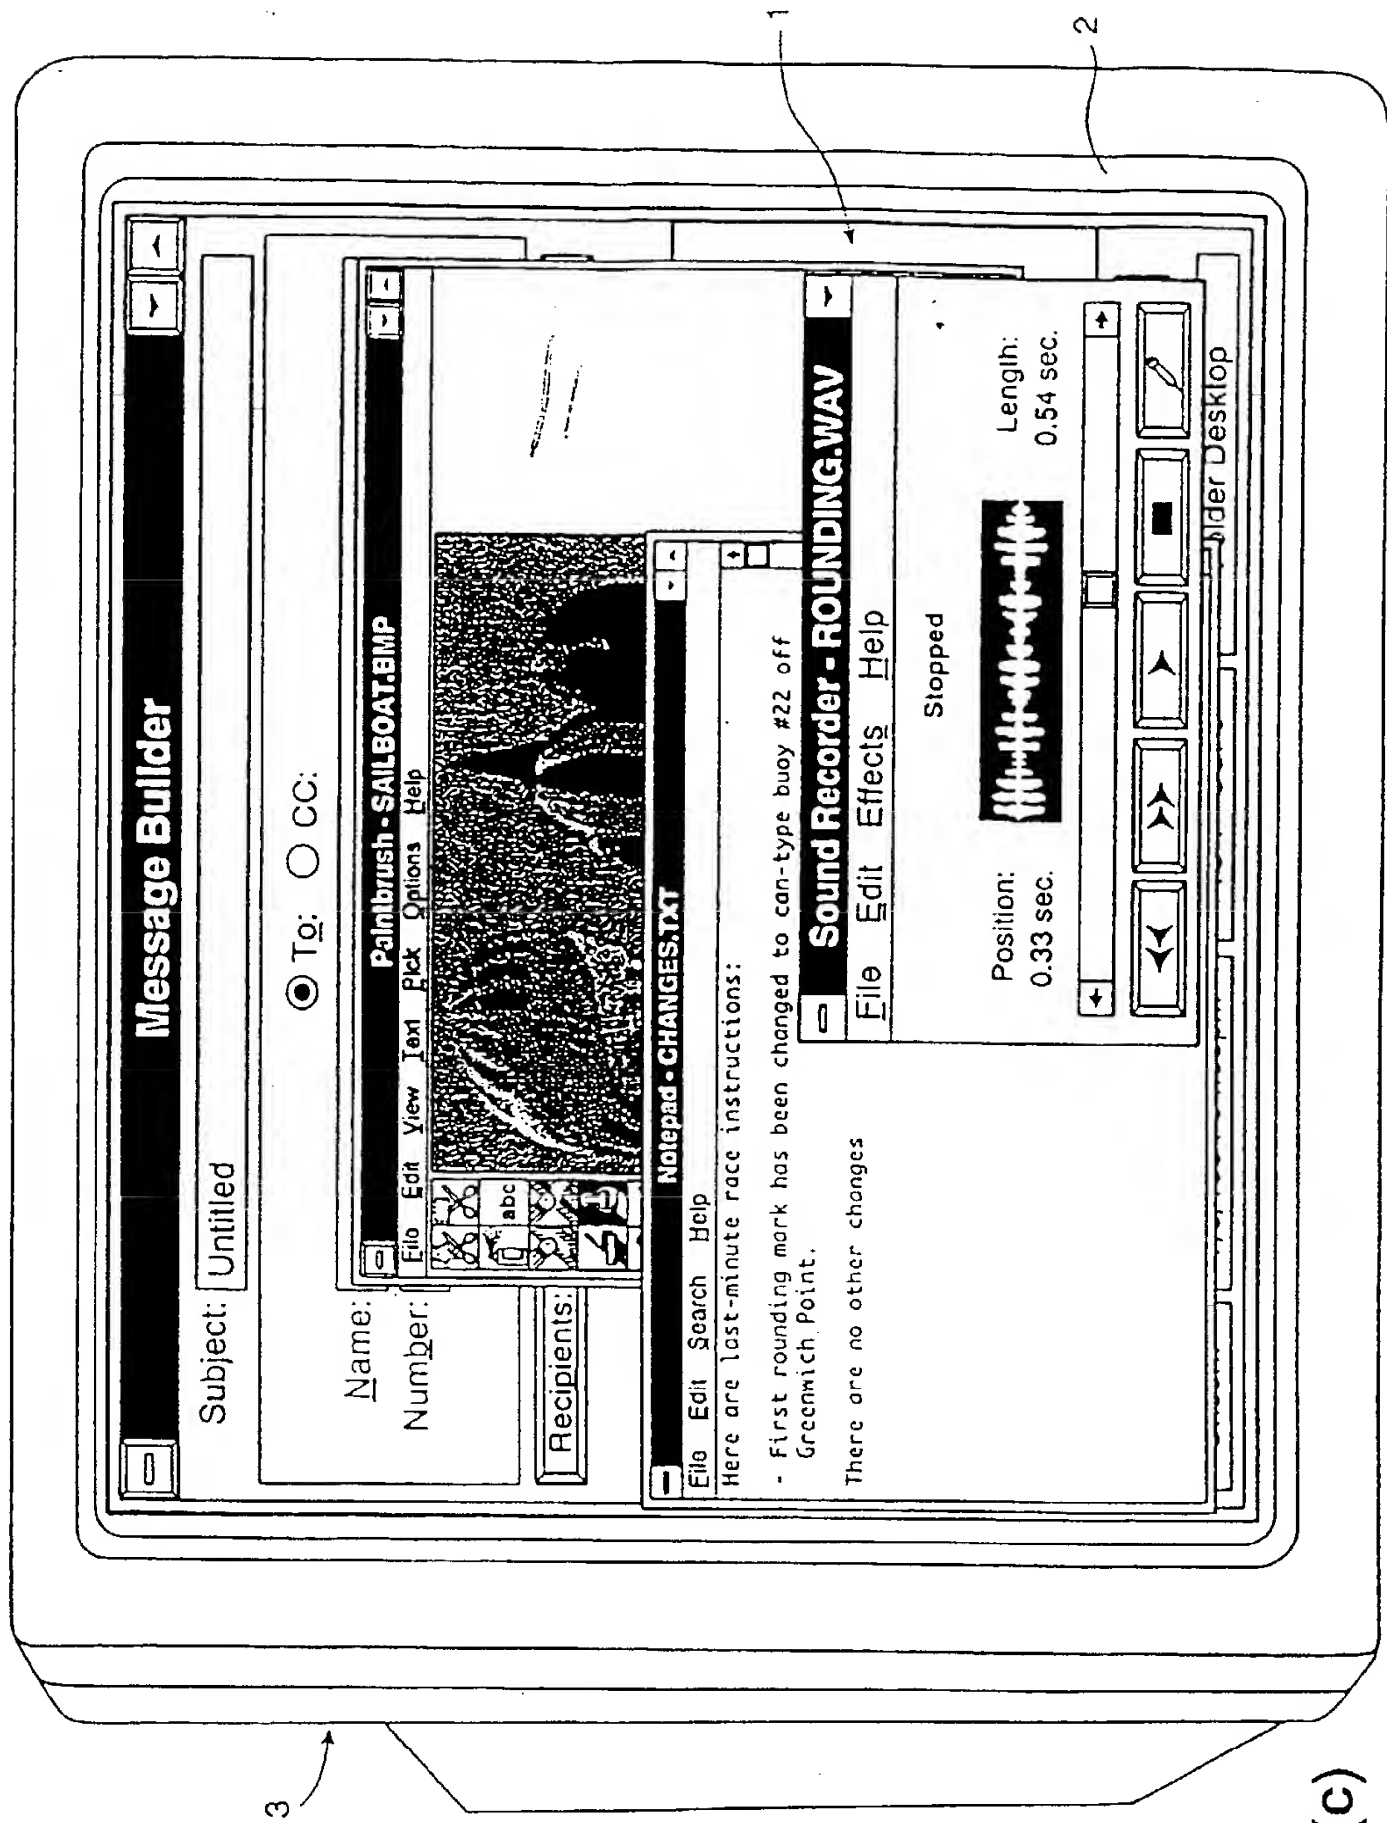 Message Builder
Subject: Untitled
To: CC:
Name:
Number:
Recipients:
Paintbrush - SAILBOAT.BMP
File Edit View Text Pick Options Help
abc
Notepad - CHANGES.TXT
File Edit Search Help
Here are last-minute race instructions:
- First rounding mark has been changed to can-type buoy #22 off
Greenwich Point.
There are no other changes
Sound Recorder - ROUNDING.WAV
File Edit Effects Help
Stopped
Position:
0.33 sec.
Length:
0.54 sec.
older Desktop
1
2
3
(C)